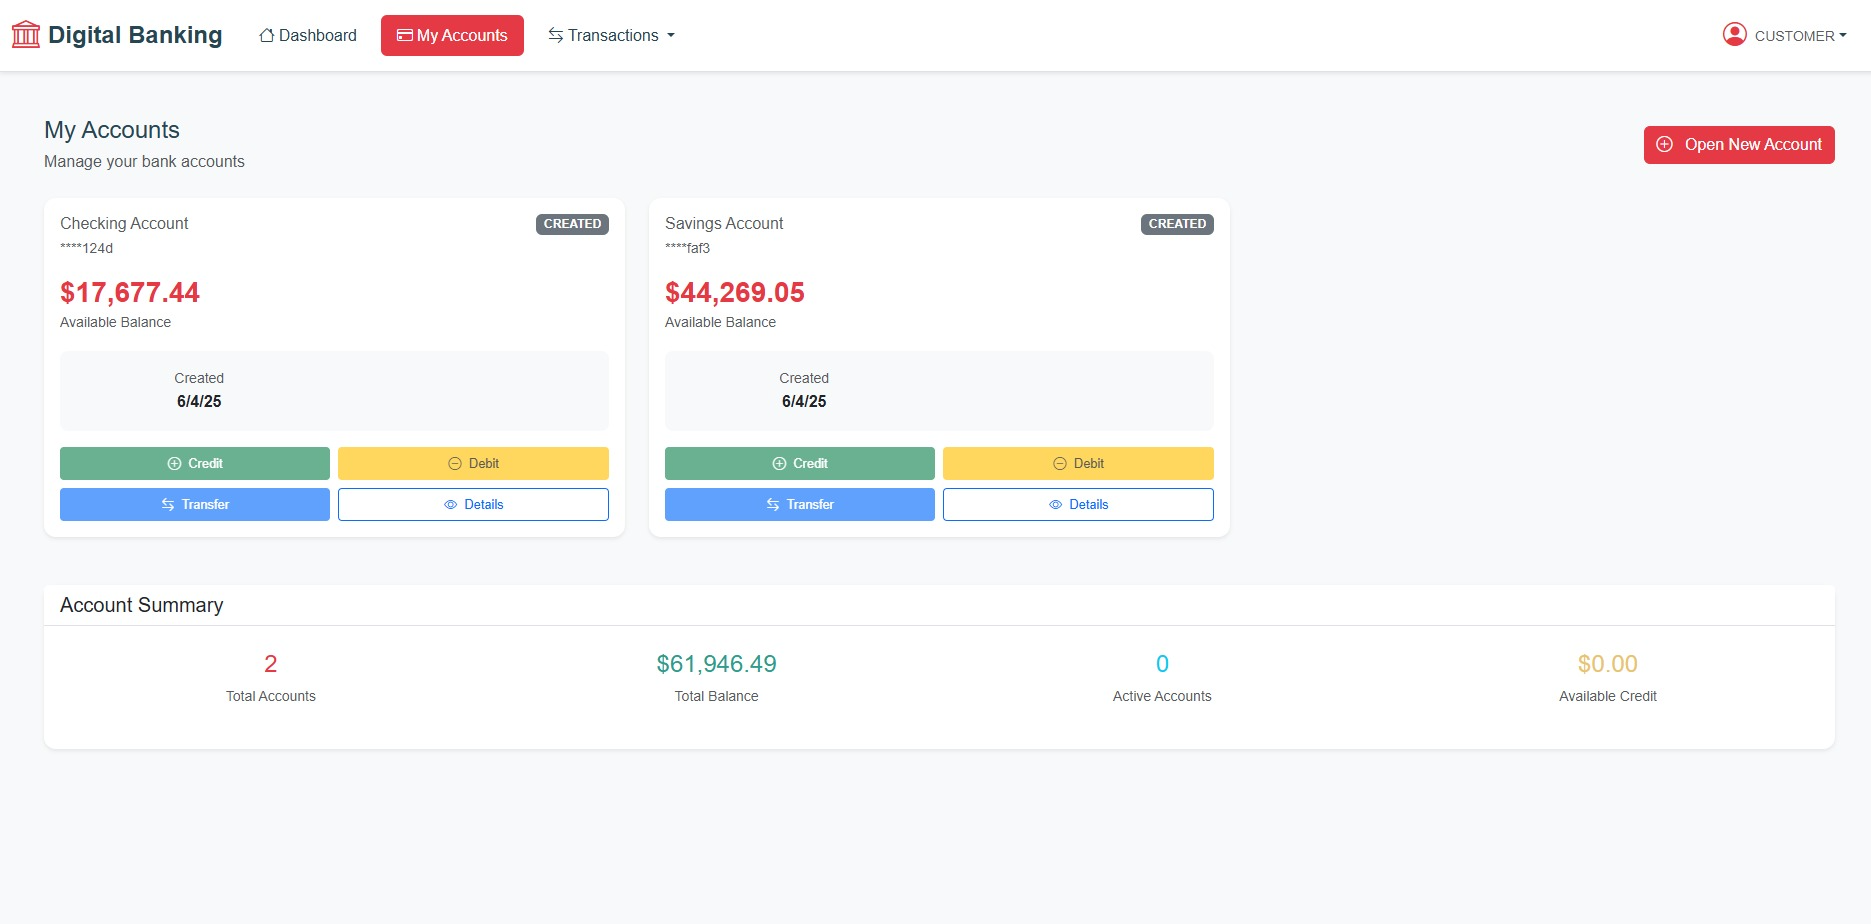 Digital Banking
Dashboard
My Accounts
Transactions
CUSTOMER
My Accounts
Manage your bank accounts
Open New Account
Checking Account
CREATED
****124d
$17,677.44
Available Balance
Created
6/4/25
Credit
Debit
Transfer
Details
Savings Account
CREATED
****faf3
$44,269.05
Available Balance
Created
6/4/25
Credit
Debit
Transfer
Details
Account Summary
2
Total Accounts
$61,946.49
Total Balance
0
Active Accounts
$0.00
Available Credit